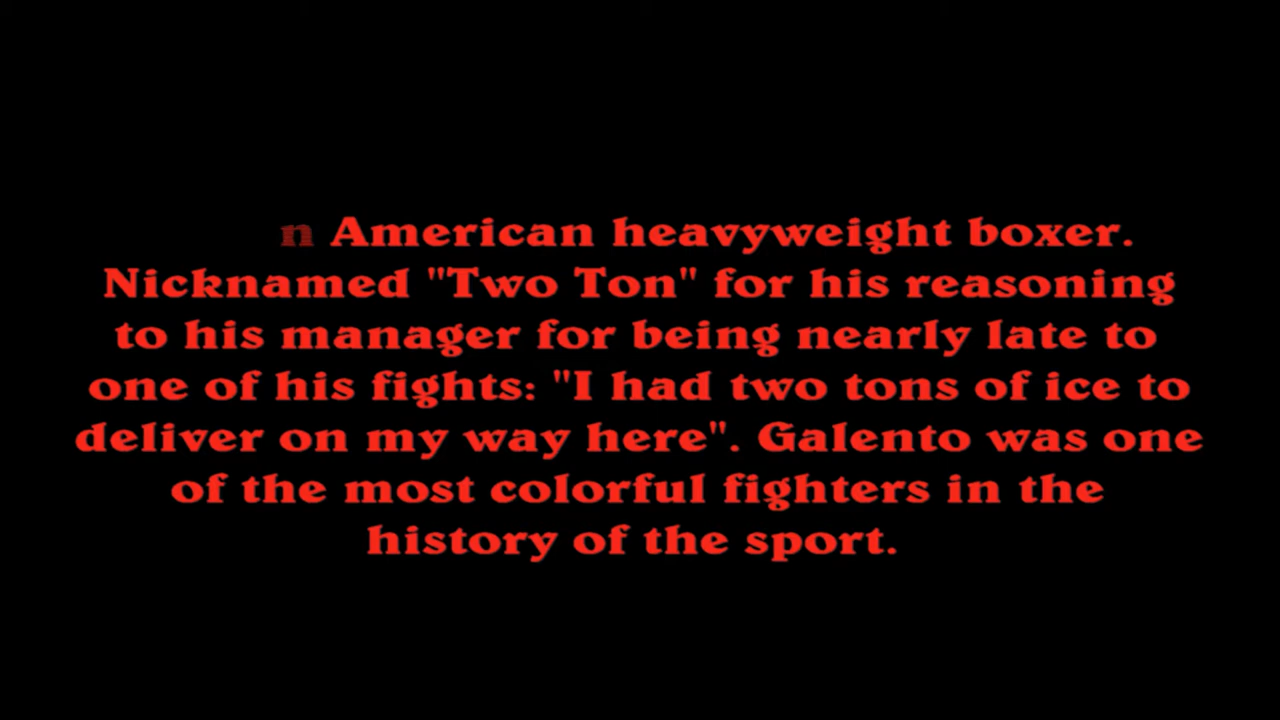 n American heavyweight boxer.
Nicknamed "Two Ton" for his reasoning
to his manager for being nearly late to
one of his fights: "I had two tons of ice to
deliver on my way here". Galento was one
of the most colorful fighters in the
history of the sport.